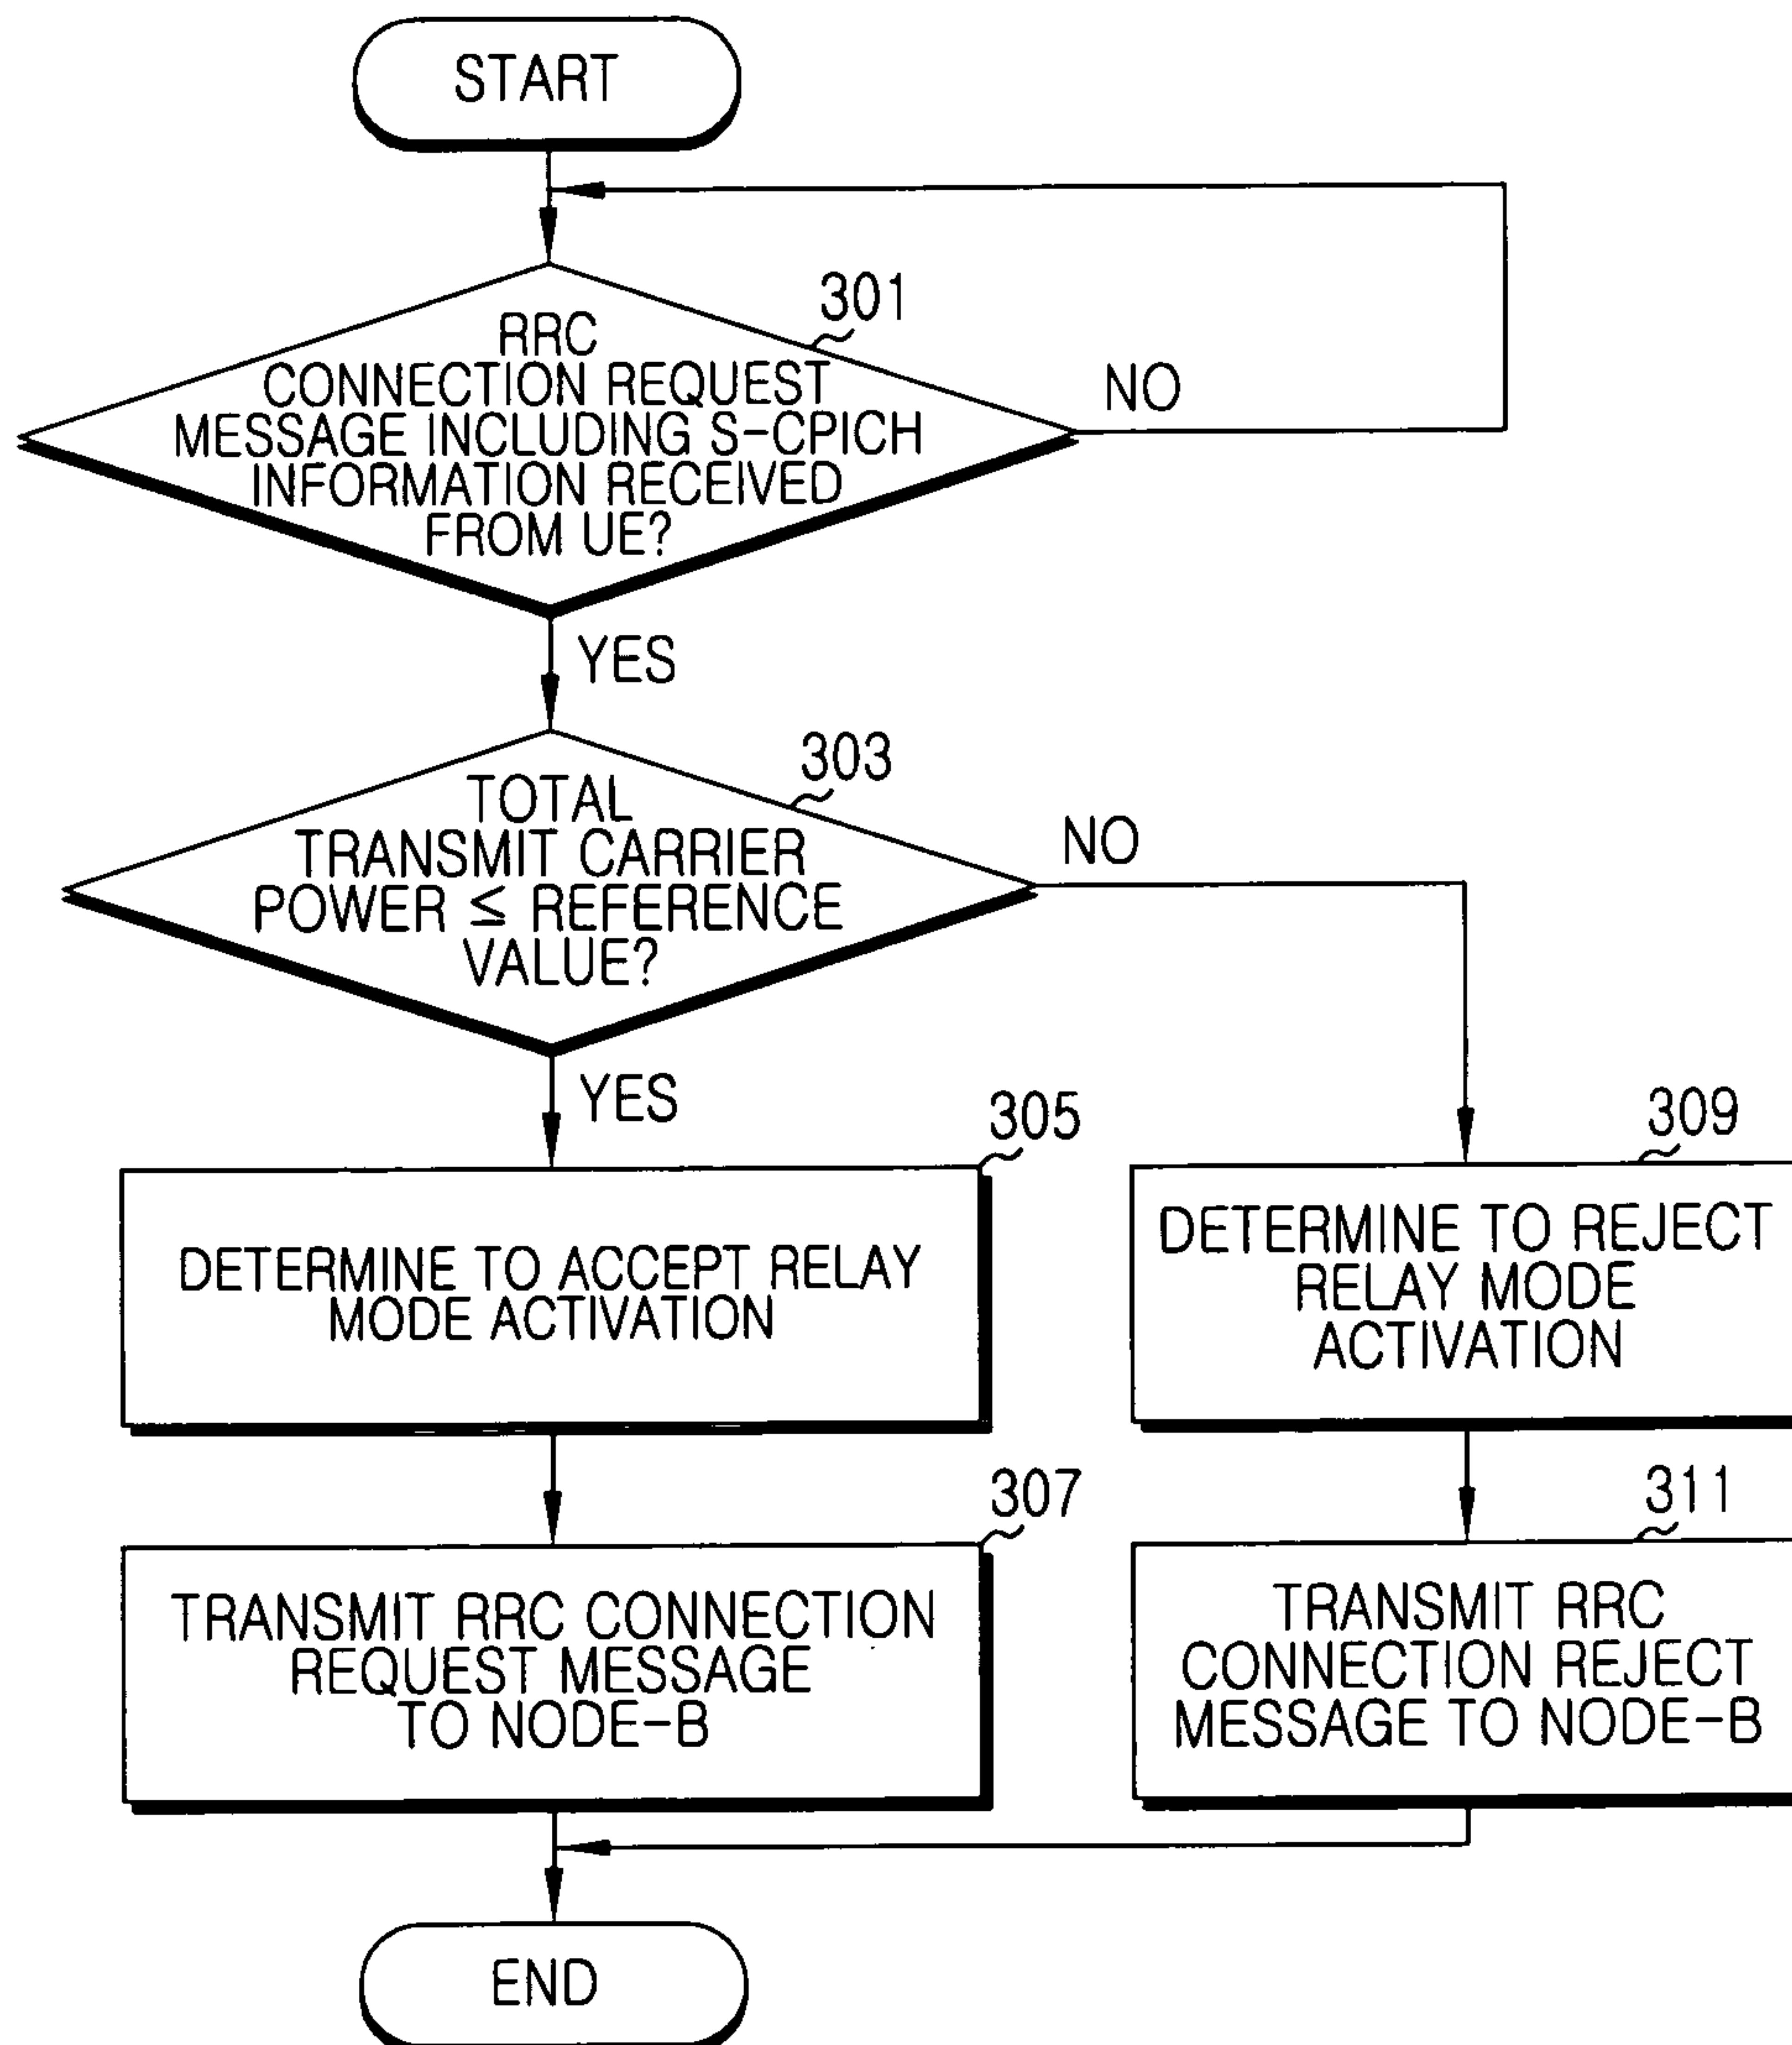 START
301
RRC
CONNECTION REQUEST
MESSAGE INCLUDING S-CPICH
INFORMATION RECEIVED
FROM UE?
NO
YES
303
TOTAL
TRANSMIT CARRIER
POWER ≤ REFERENCE
VALUE?
NO
YES
305
DETERMINE TO ACCEPT RELAY
MODE ACTIVATION
309
DETERMINE TO REJECT
RELAY MODE
ACTIVATION
307
TRANSMIT RRC CONNECTION
REQUEST MESSAGE
TO NODE-B
311
TRANSMIT RRC
CONNECTION REJECT
MESSAGE TO NODE-B
END